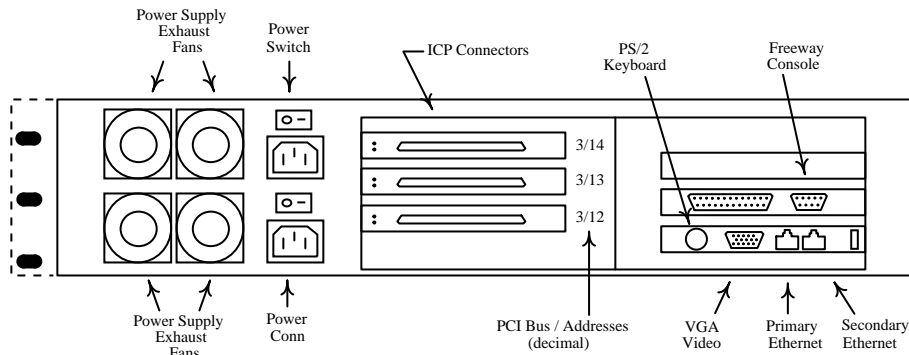 Power Supply
Exhaust
Fans
Power
Switch
ICP Connectors
PS/2
Keyboard
Freeway
Console
3/14
3/13
3/12
Power Supply
Exhaust
Fans
Power
Conn
PCI Bus / Addresses
(decimal)
VGA
Video
Primary
Ethernet
Secondary
Ethernet